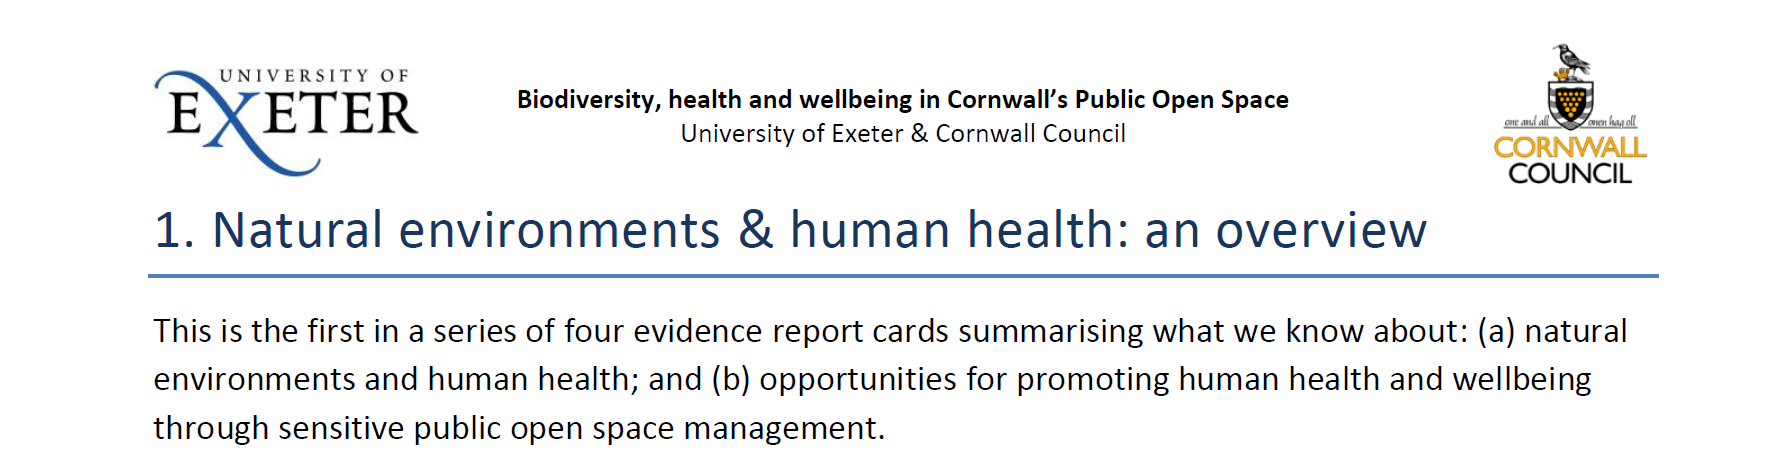 UNIVERSITY OF
EXETER
Biodiversity, health and wellbeing in Cornwall's Public Open Space
University of Exeter & Cornwall Council
one and all onen hag oll
CORNWALL
COUNCIL
1. Natural environments & human health: an overview
This is the first in a series of four evidence report cards summarising what we know about: (a) natural
environments and human health; and (b) opportunities for promoting human health and wellbeing
through sensitive public open space management.